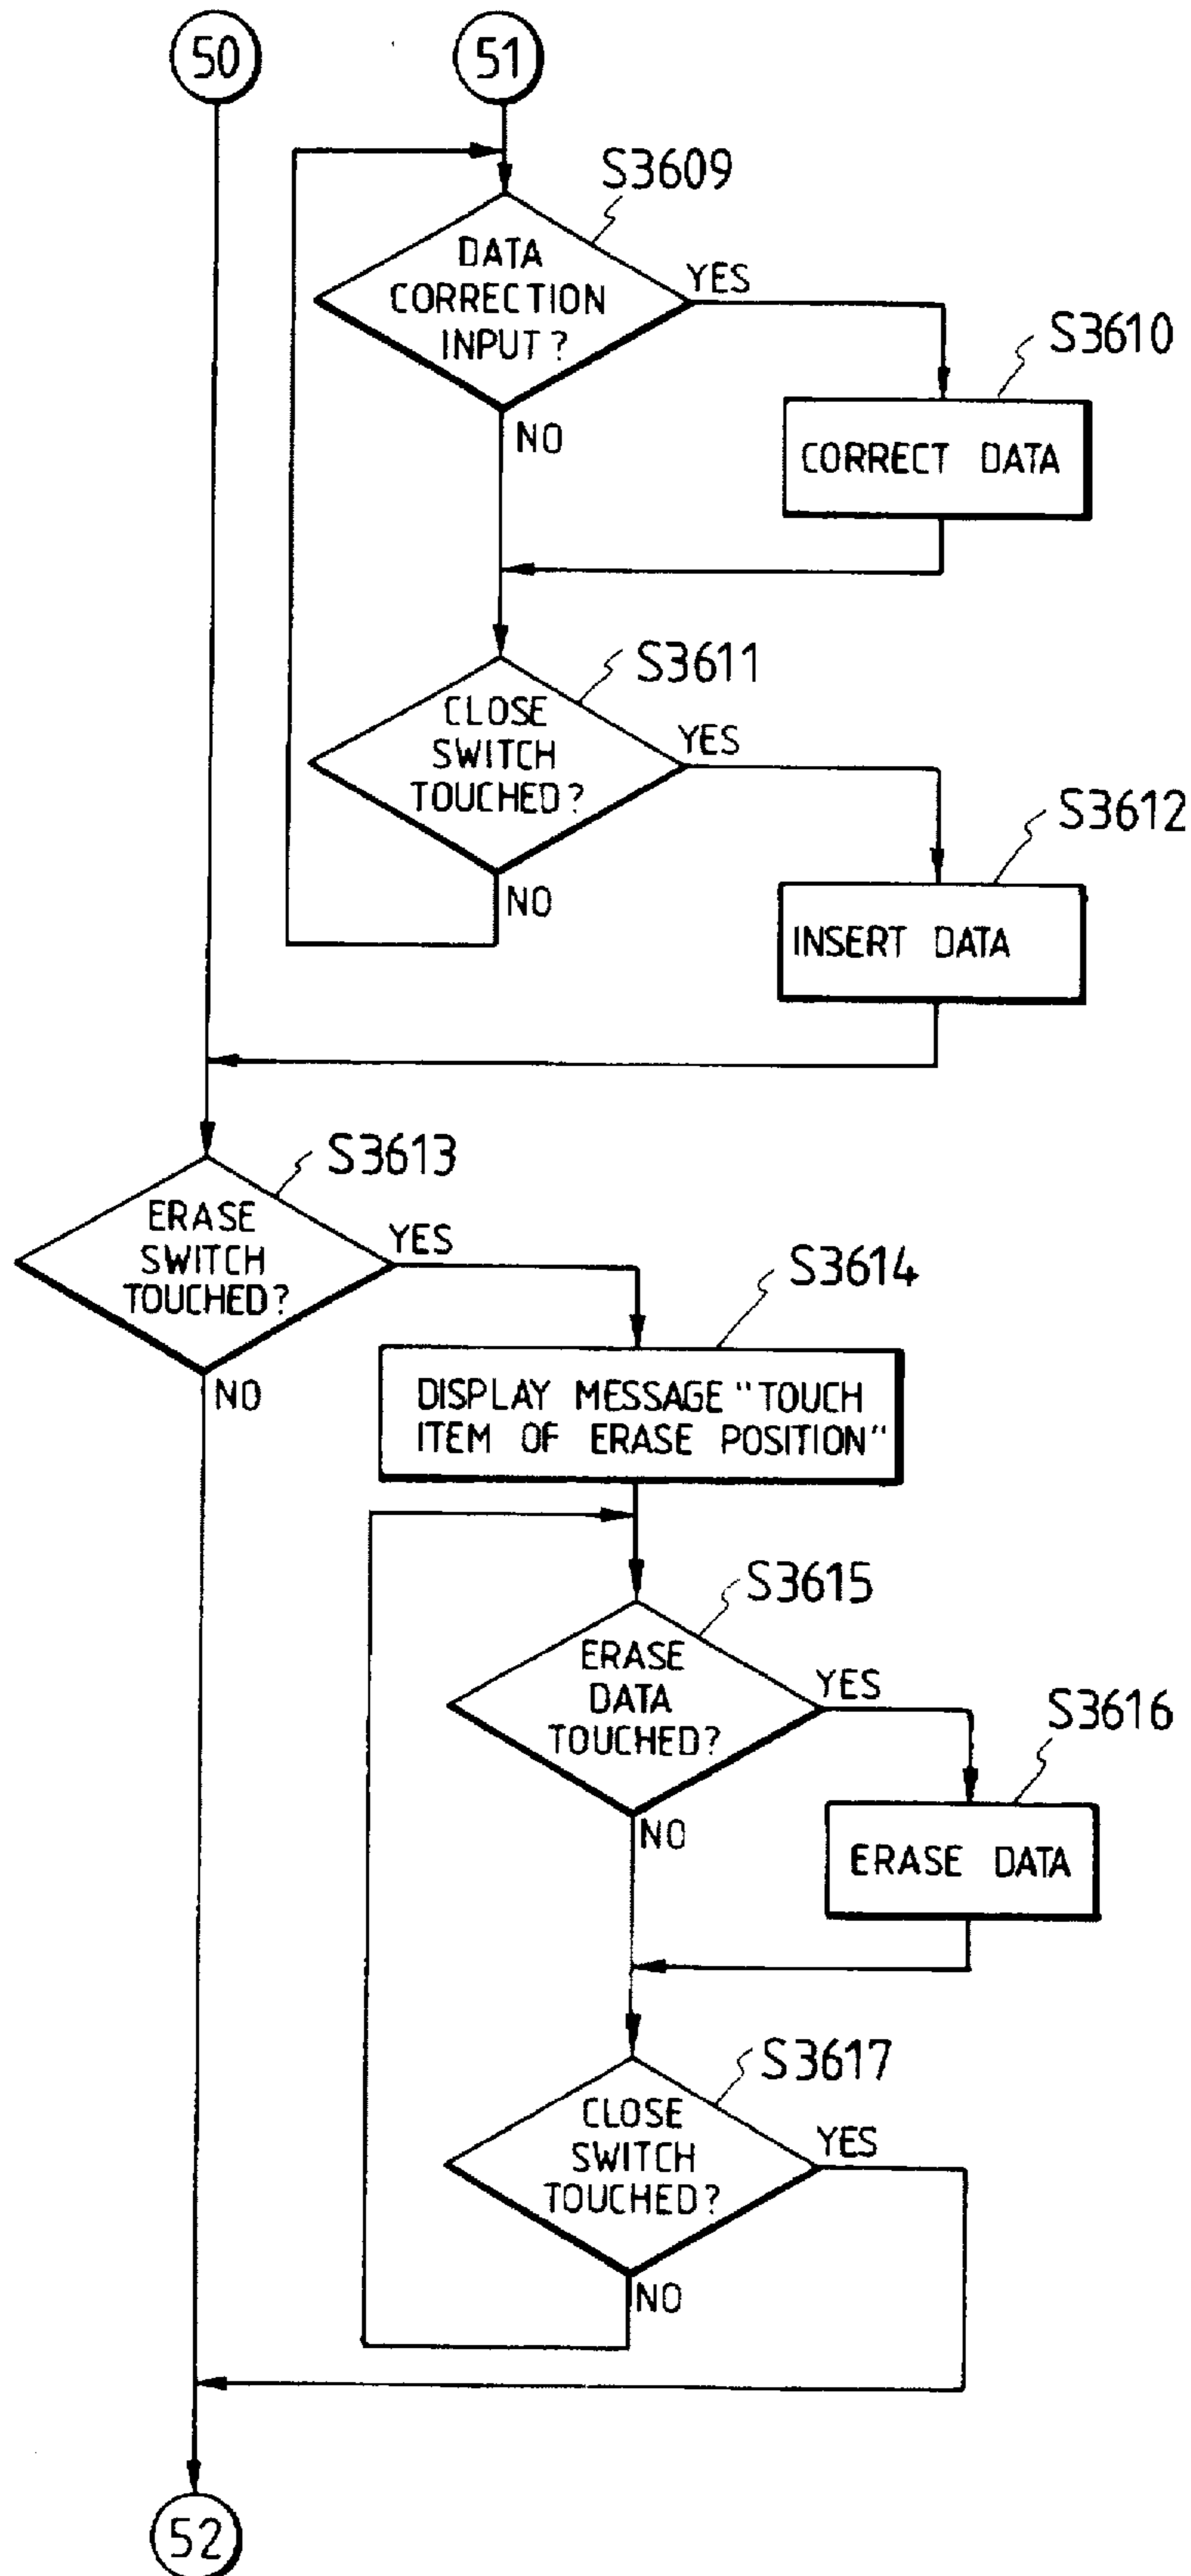 50
51
S3609
DATA
CORRECTION
INPUT?
YES
NO
S3610
CORRECT DATA
S3611
CLOSE
SWITCH
TOUCHED?
YES
NO
S3612
INSERT DATA
S3613
ERASE
SWITCH
TOUCHED?
YES
NO
S3614
DISPLAY MESSAGE "TOUCH
ITEM OF ERASE POSITION"
S3615
ERASE
DATA
TOUCHED?
YES
NO
S3616
ERASE DATA
S3617
CLOSE
SWITCH
TOUCHED?
YES
NO
52